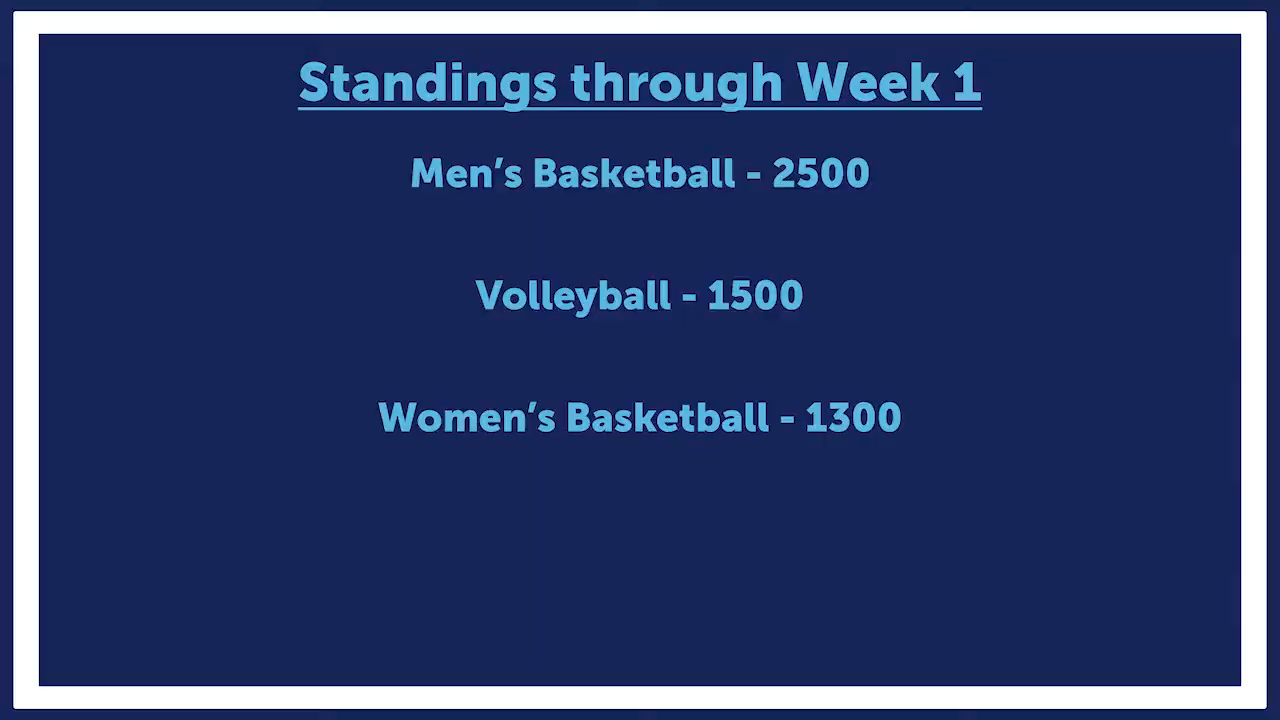 Standings through Week 1
Men’s Basketball - 2500
Volleyball - 1500
Women’s Basketball - 1300